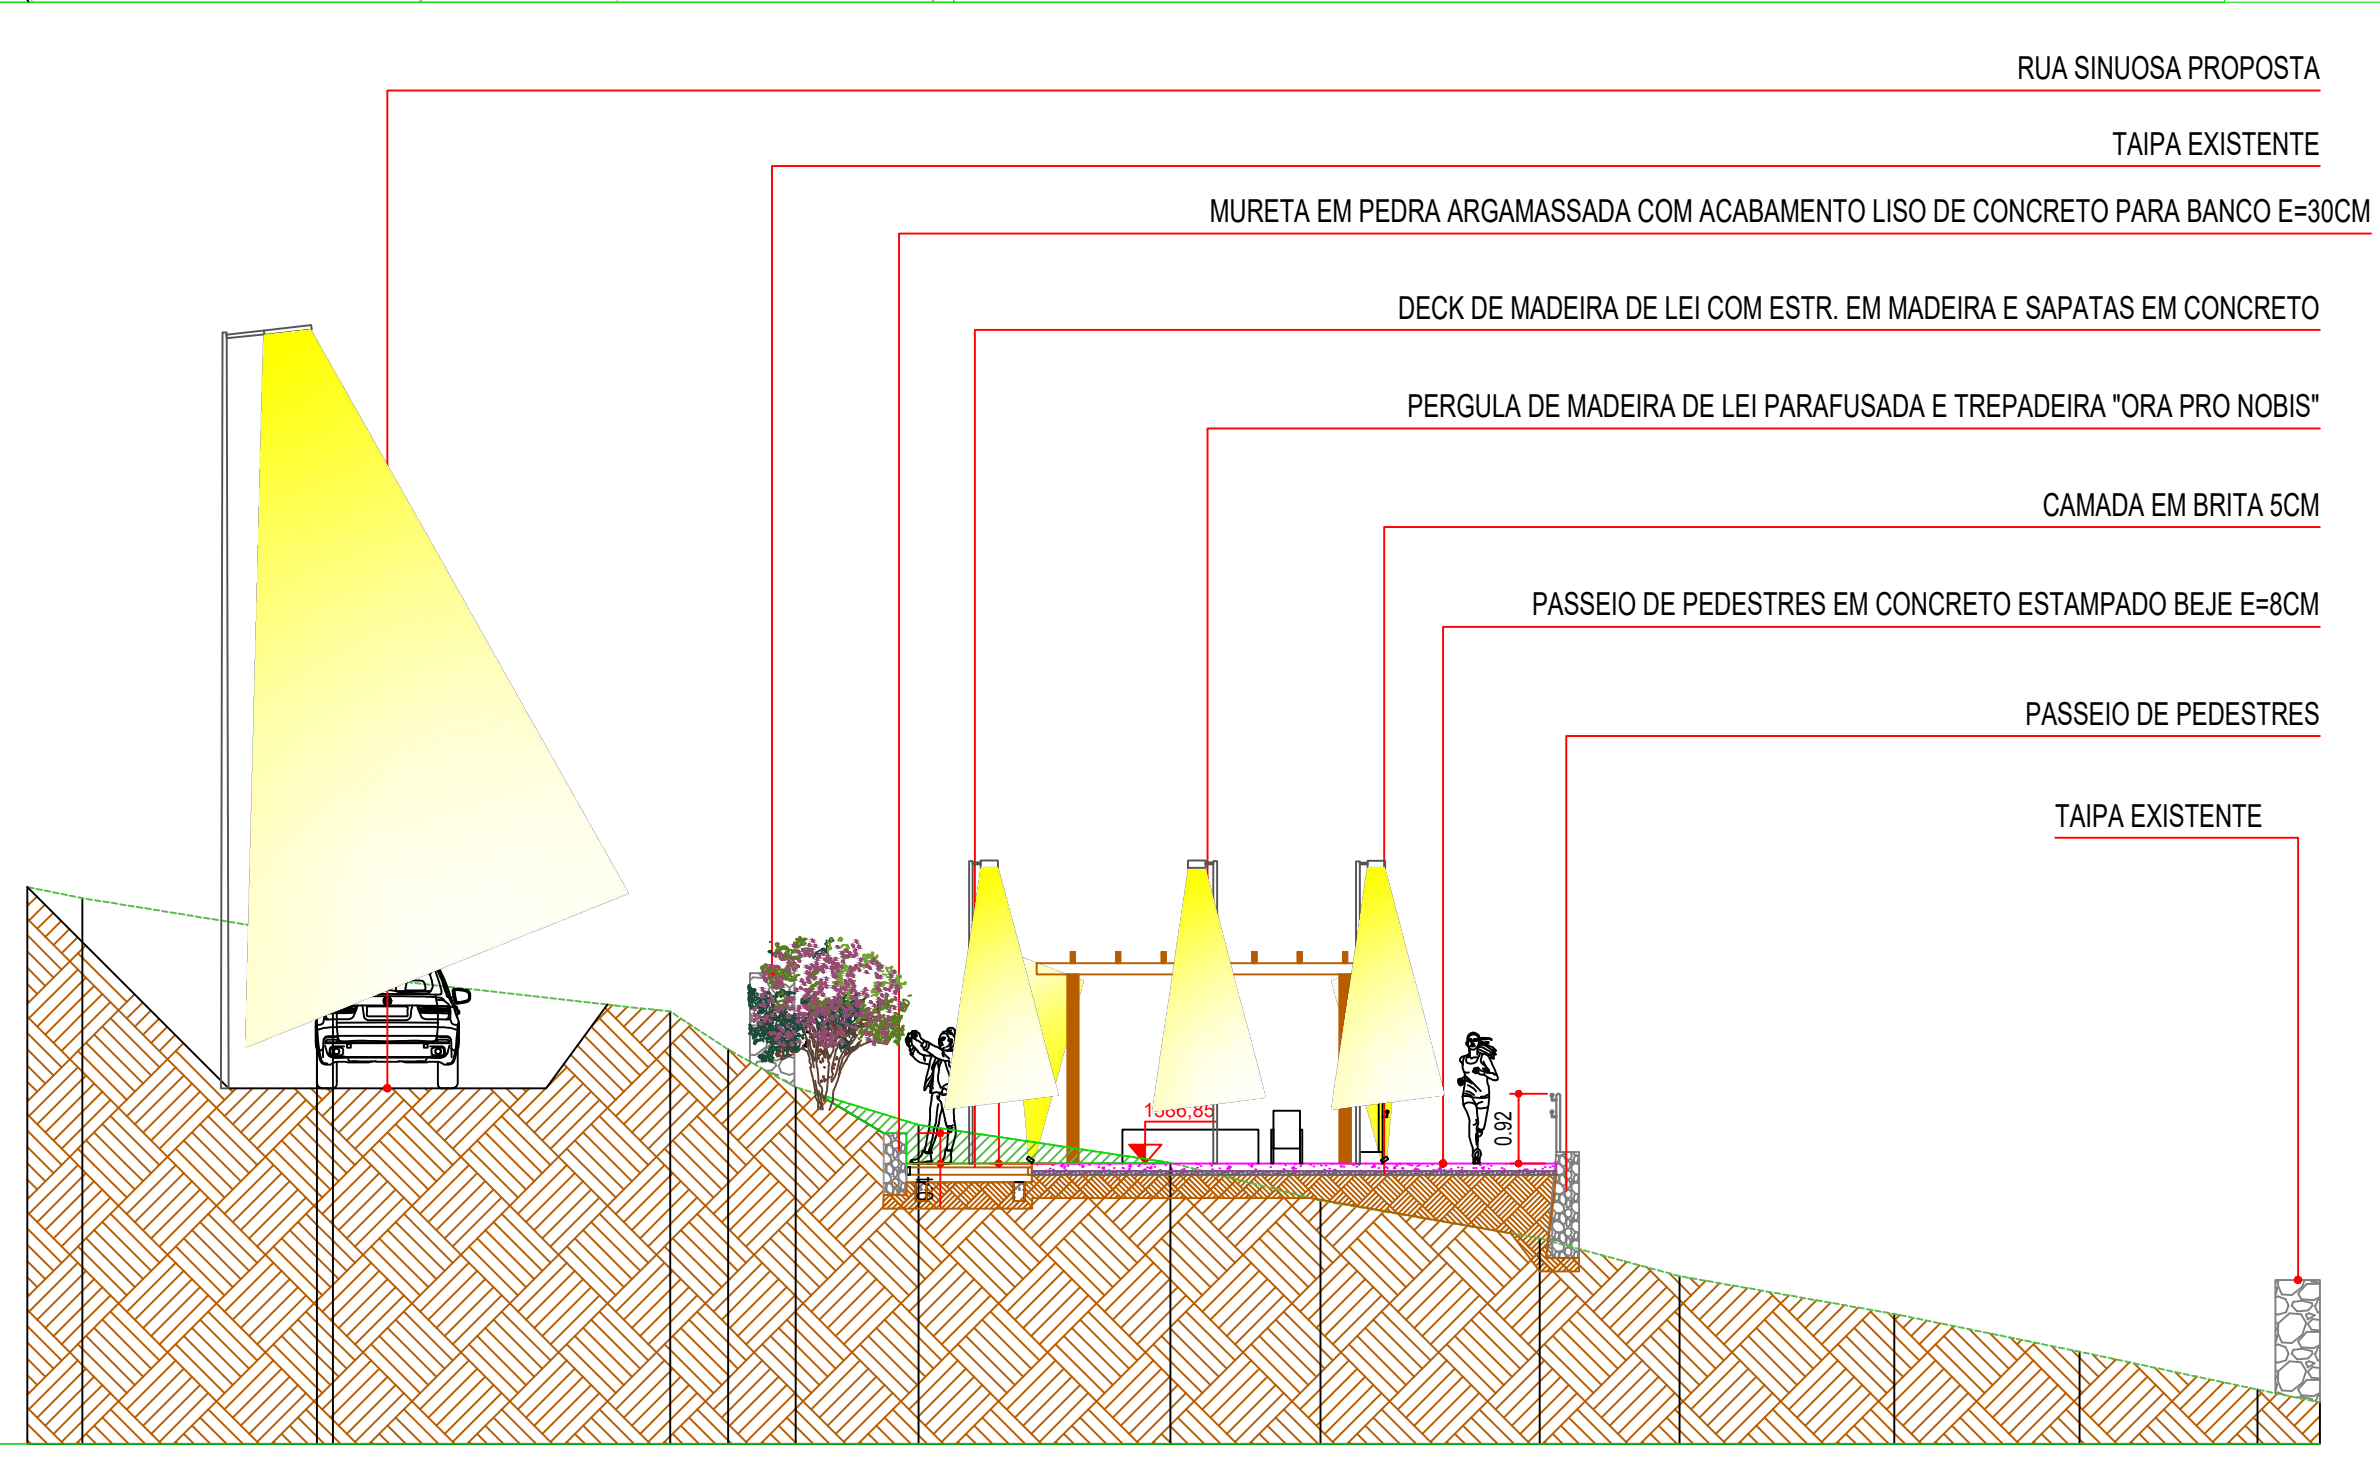 RUA SINUOSA PROPOSTA
TAIPA EXISTENTE
MURETA EM PEDRA ARGAMASSADA COM ACABAMENTO LISO DE CONCRETO PARA BANCO E=30CM
DECK DE MADEIRA DE LEI COM ESTR. EM MADEIRA E SAPATAS EM CONCRETO
PERGULA DE MADEIRA DE LEI PARAFUSADA E TREPADEIRA "ORA PRO NOBIS"
CAMADA EM BRITA 5CM
PASSEIO DE PEDESTRES EM CONCRETO ESTAMPADO BEJE E=8CM
PASSEIO DE PEDESTRES
TAIPA EXISTENTE
0.92